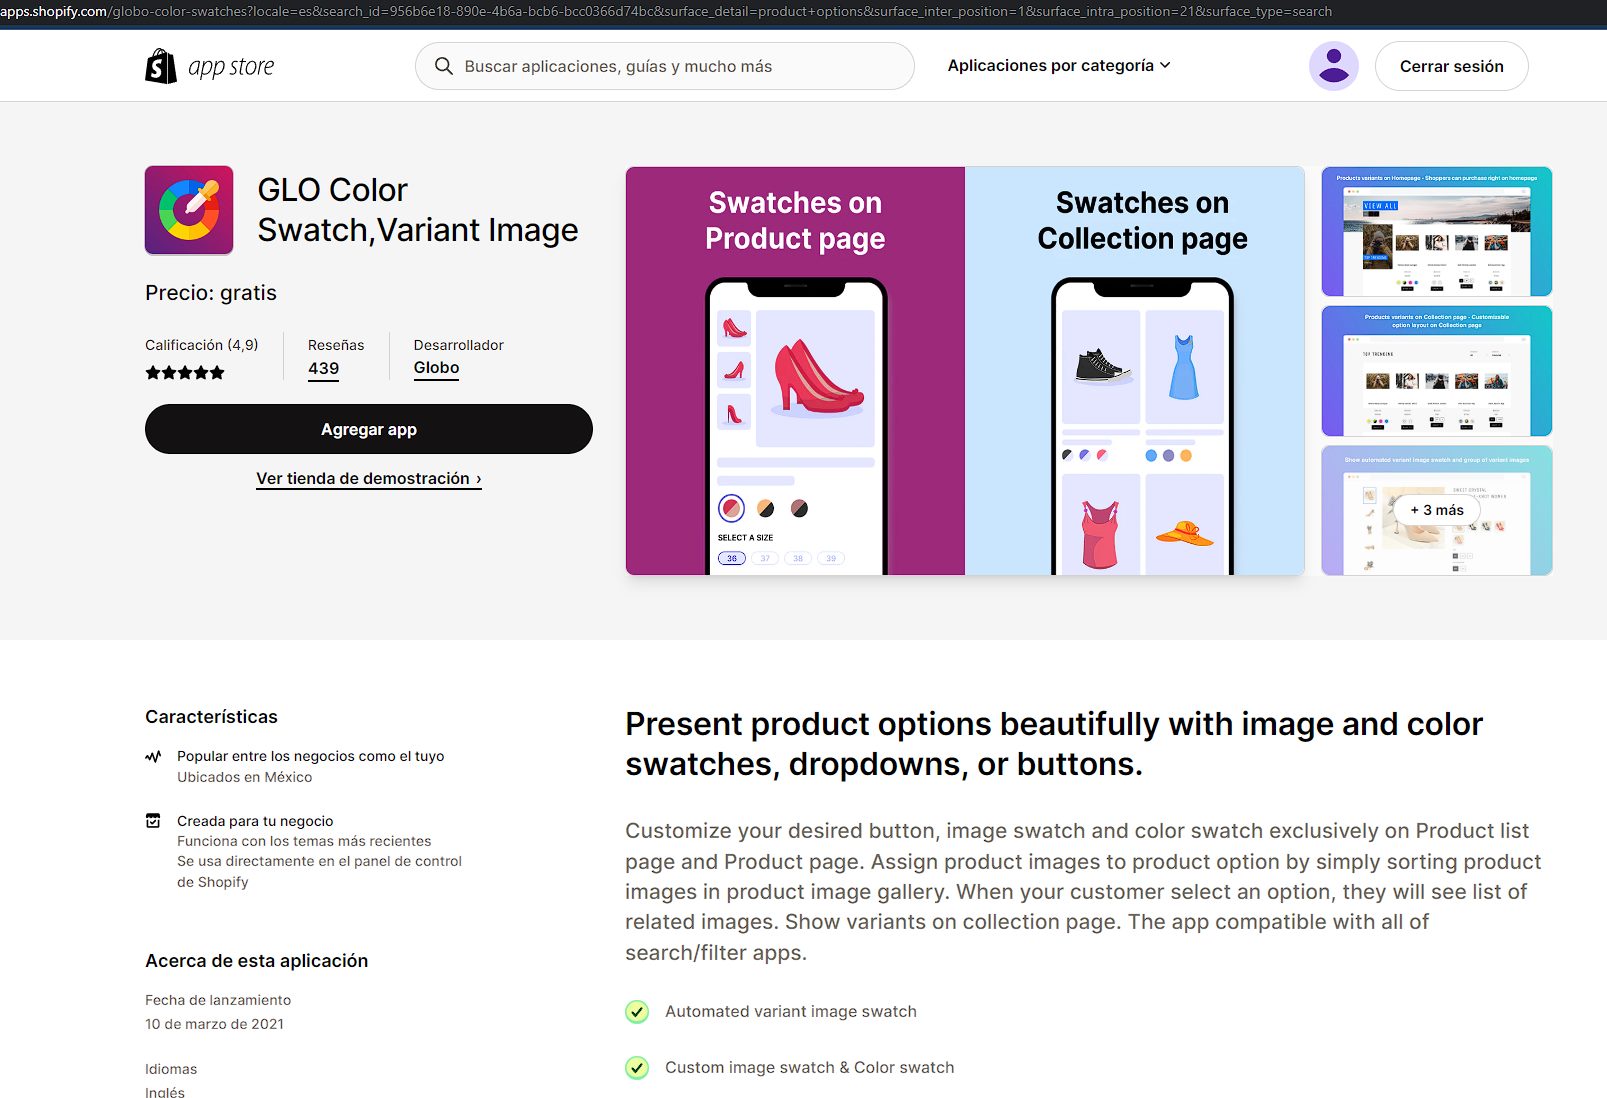 apps.shopify.com/globo-color-swatches?locale=es&search_id=956b6e18-890e-4b6a-bcb6-bcc0366d74bc&surface_detail=product+options&surface_inter_position=1&surface_intra_position=21&surface_type=search
app store
Buscar aplicaciones, guías y mucho más
Aplicaciones por categoría
Cerrar sesión
GLO Color
Swatch,Variant Image
Precio: gratis
Calificación (4,9)
Reseñas
439
Desarrollador
Globo
Agregar app
Ver tienda de demostración ›
Swatches on
Product page
SELECT A SIZE
36
37
38
39
Swatches on
Collection page
Products variants on Homepage - Shoppers can purchase right on homepage
VIEW ALL
TOP TRENDING
Products variants on Collection page - Customizable
option layout on Collection page
TOP TRENDING
Show automated variant image swatch and group of variant images
+ 3 más
Características
Popular entre los negocios como el tuyo
Ubicados en México
Creada para tu negocio
Funciona con los temas más recientes
Se usa directamente en el panel de control
de Shopify
Acerca de esta aplicación
Fecha de lanzamiento
10 de marzo de 2021
Idiomas
Inglés
Present product options beautifully with image and color
swatches, dropdowns, or buttons.
Customize your desired button, image swatch and color swatch exclusively on Product list
page and Product page. Assign product images to product option by simply sorting product
images in product image gallery. When your customer select an option, they will see list of
related images. Show variants on collection page. The app compatible with all of
search/filter apps.
Automated variant image swatch
Custom image swatch & Color swatch